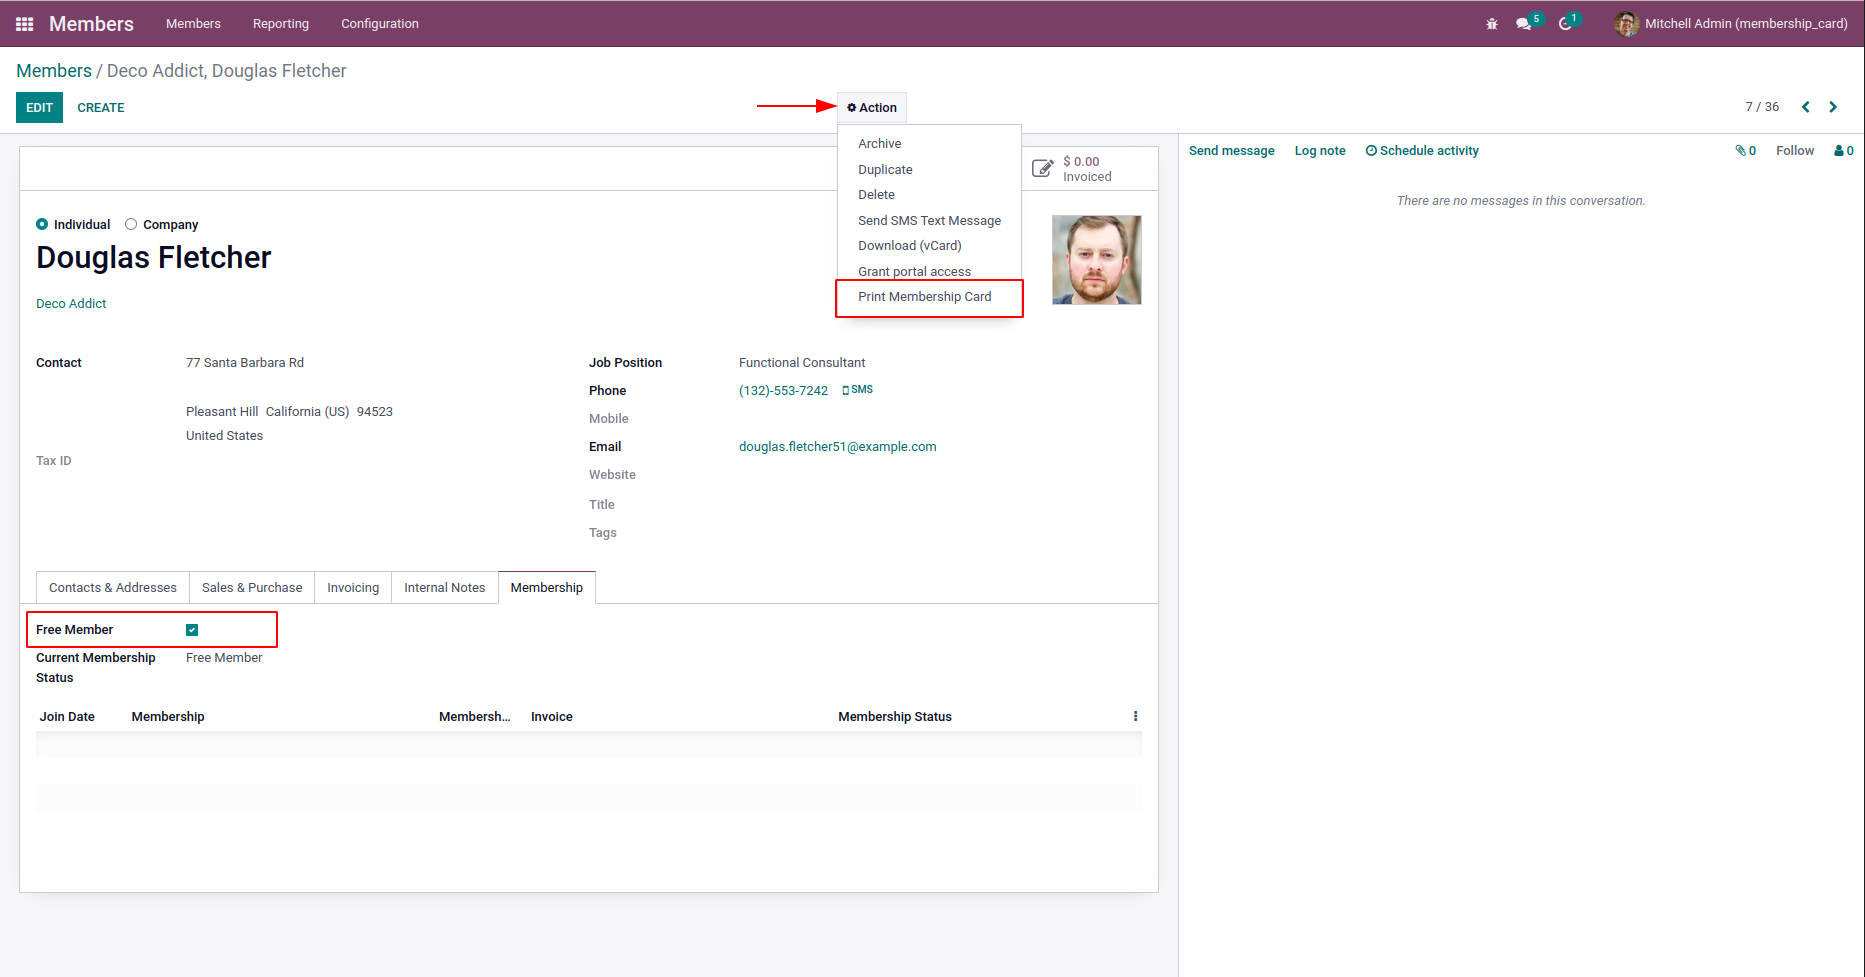 Members Members Reporting Configuration 5 1 Mitchell Admin (membership_card)
Members / Deco Addict, Douglas Fletcher
EDIT CREATE Action 7 / 36
Archive
Duplicate
Delete
Send SMS Text Message
Download (vCard)
Grant portal access
Print Membership Card
$ 0.00
Invoiced
Send message Log note Schedule activity 0 Follow 0
There are no messages in this conversation.
Individual Company
Douglas Fletcher
Deco Addict
Contact 77 Santa Barbara Rd
Pleasant Hill California (US) 94523
United States
Tax ID
Job Position Functional Consultant
Phone (132)-553-7242 SMS
Mobile
Email douglas.fletcher51@example.com
Website
Title
Tags
Contacts & Addresses Sales & Purchase Invoicing Internal Notes Membership
Free Member
Current Membership Status Free Member
Join Date Membership Membersh... Invoice Membership Status